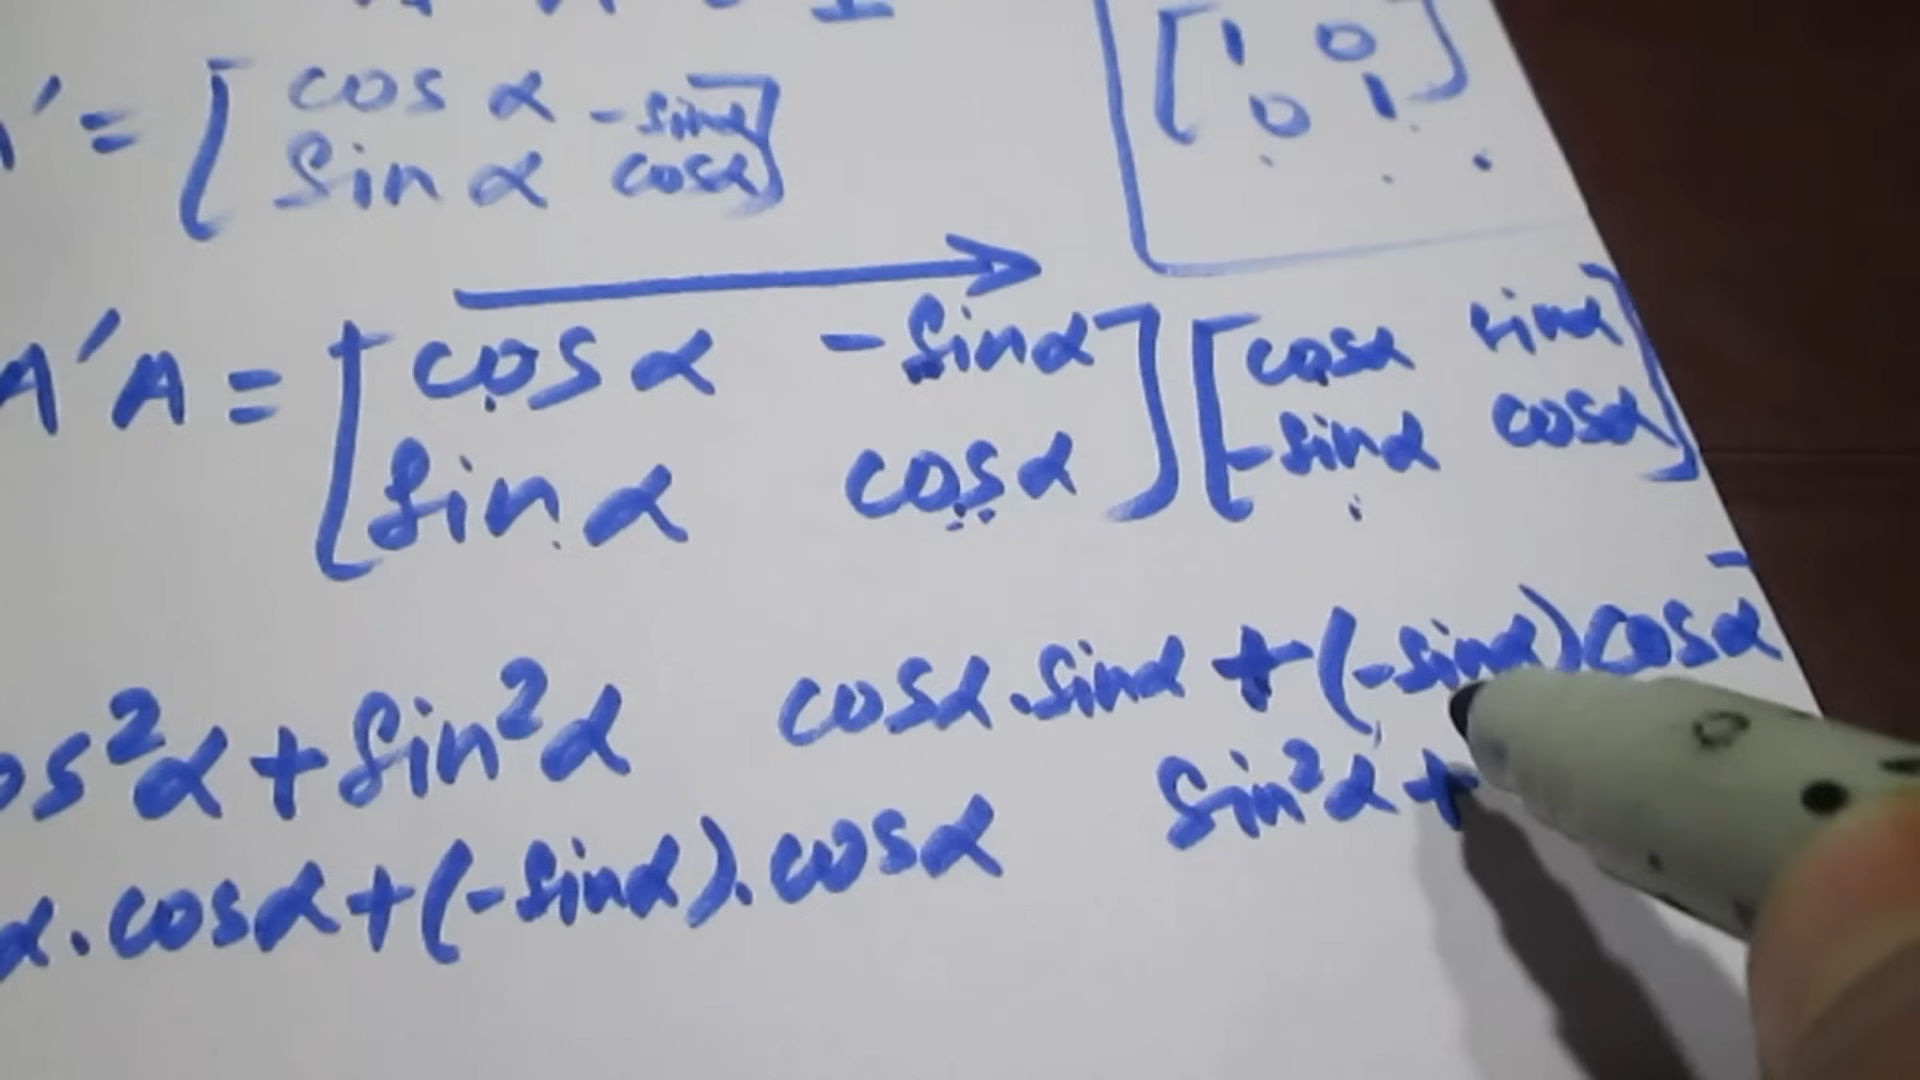 [1 0
0 1]
'= [cos α -sinα
sin α cosα]
A'A = [cos α -sinα] [cosα sinα
sin α cosα] -sinα cosα]
os²α + sin²α cosα.sinα + (-sinα) cosα
α.cosα + (-sinα).cosα sin²α +